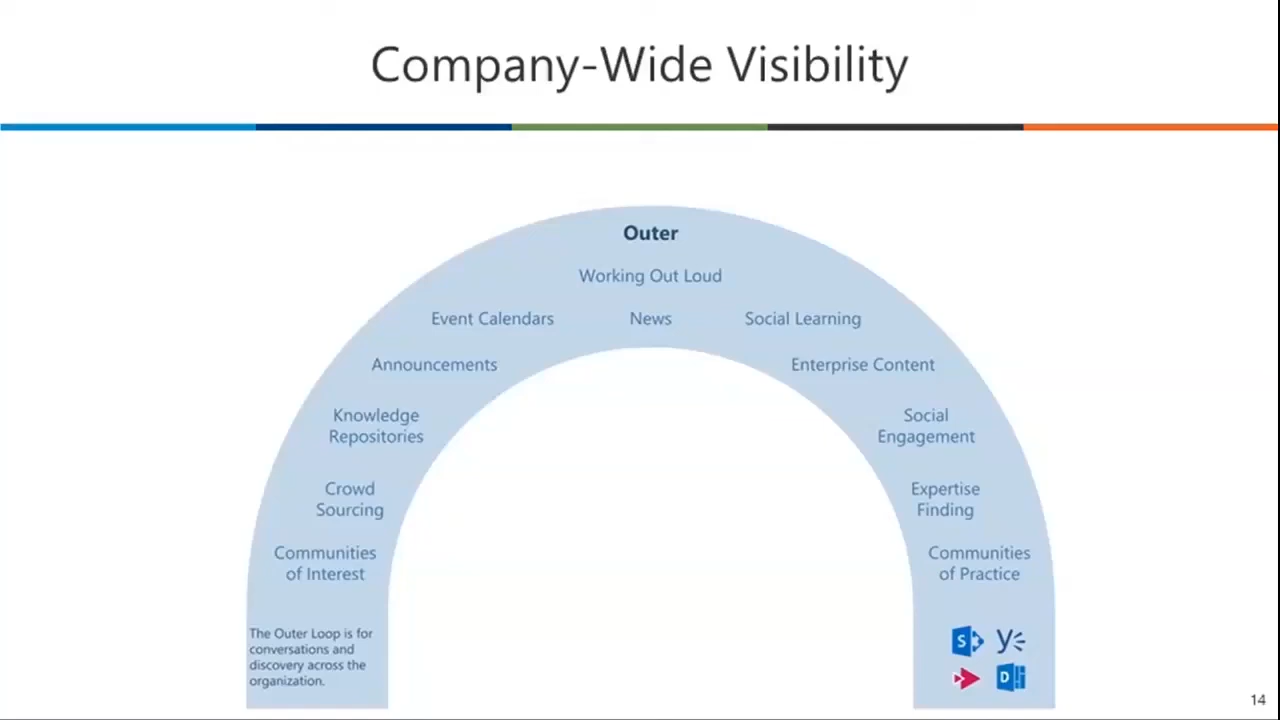 Company-Wide Visibility
Outer
Working Out Loud
Event Calendars
News
Social Learning
Announcements
Enterprise Content
Knowledge
Repositories
Social
Engagement
Crowd
Sourcing
Expertise
Finding
Communities
of Interest
Communities
of Practice
The Outer Loop is for
conversations and
discovery across the
organization.
S
D
14